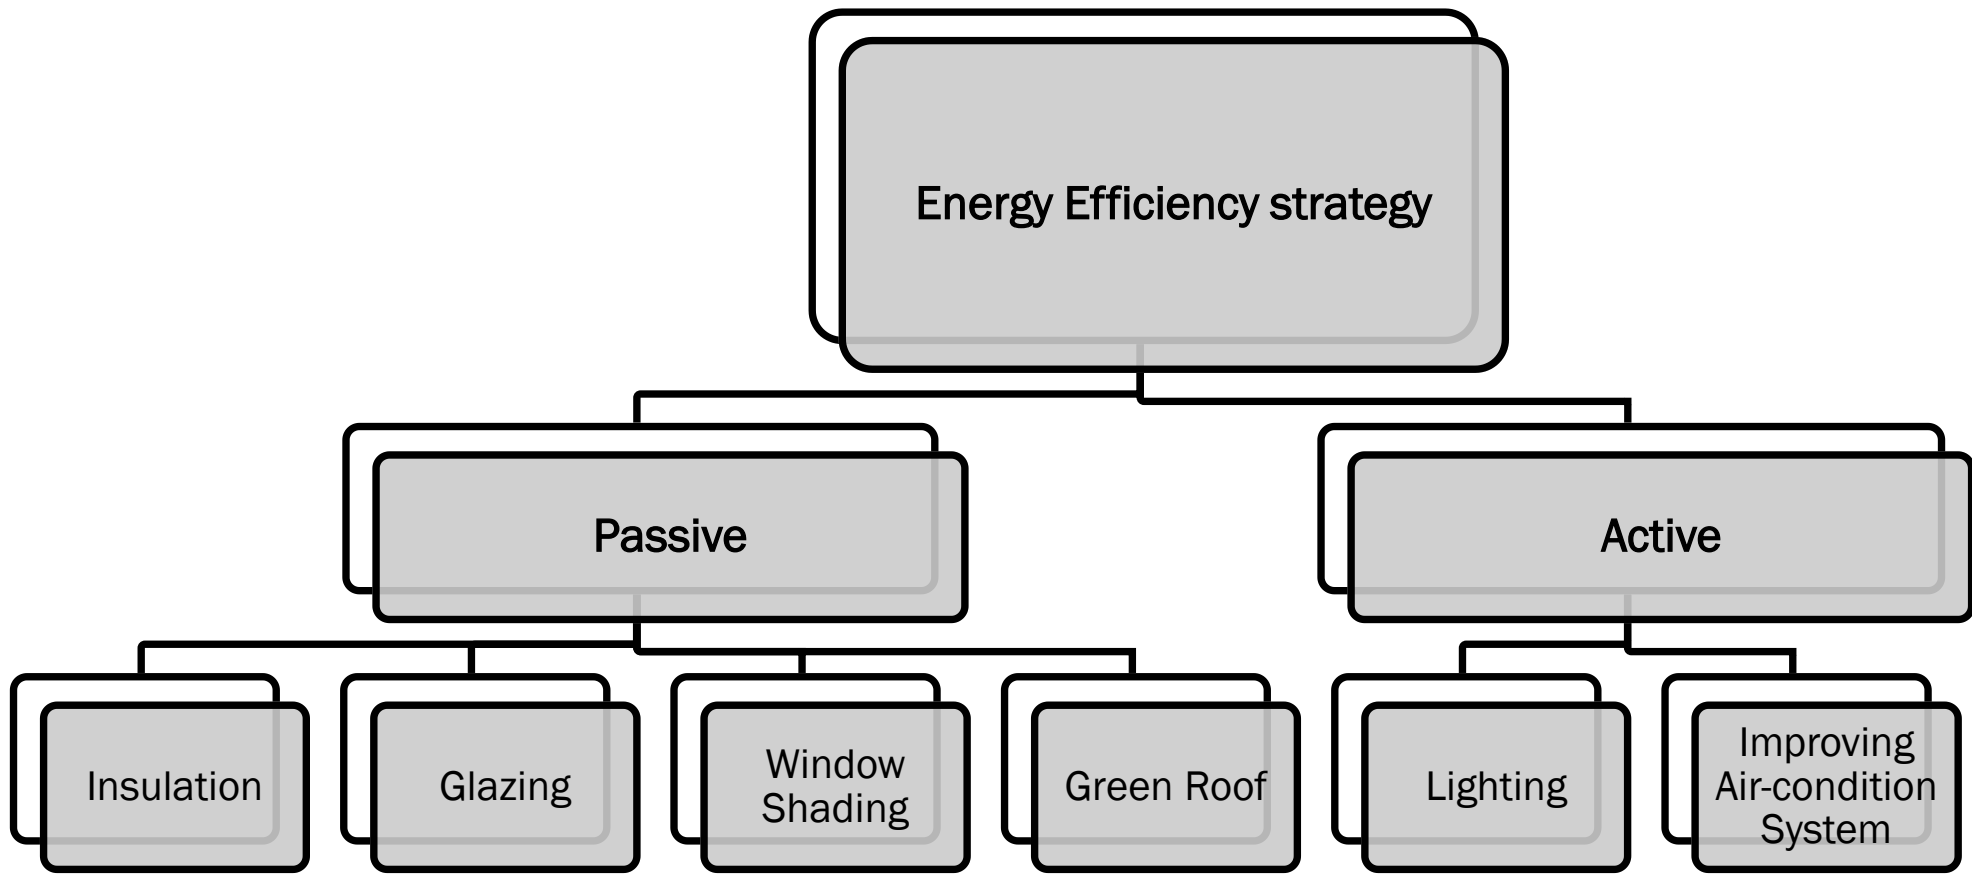 Energy Efficiency strategy
Passive
Active
Insulation
Glazing
Window
Shading
Green Roof
Lighting
Improving
Air-condition
System